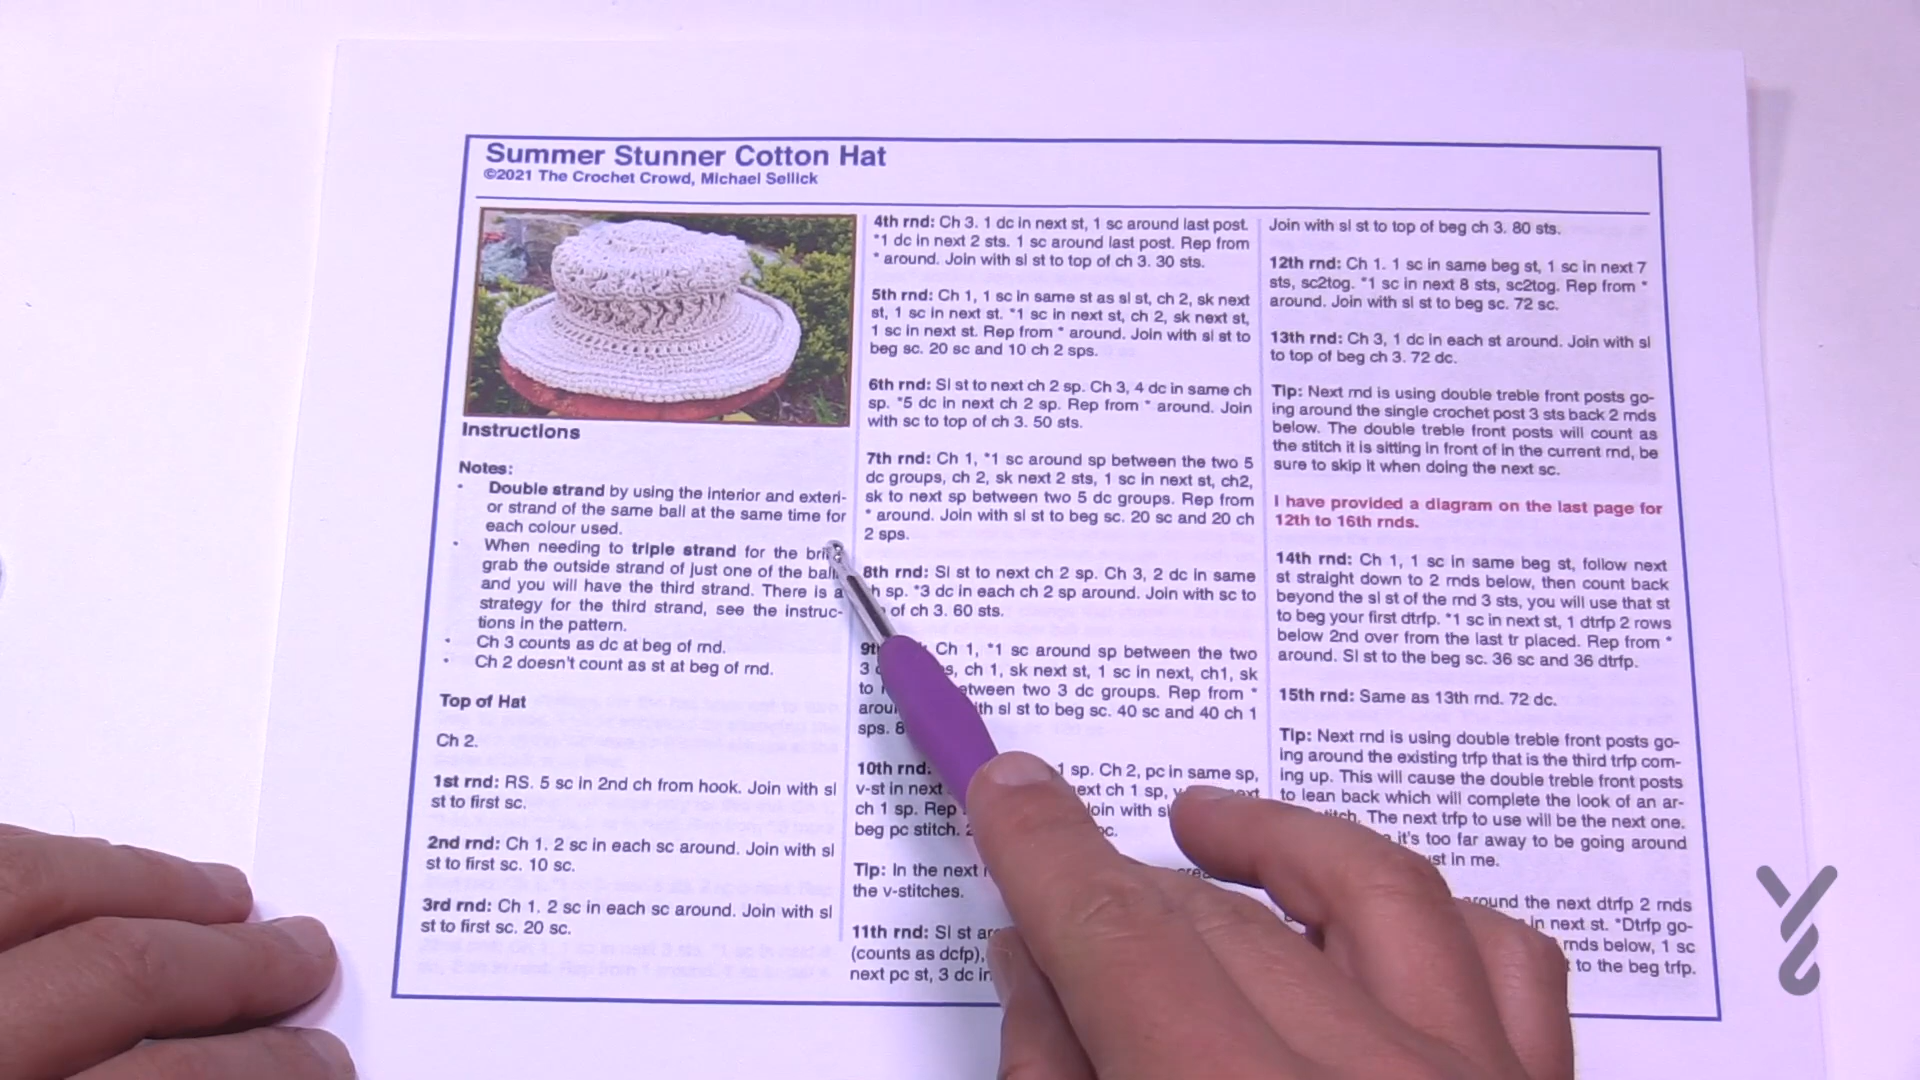 Summer Stunner Cotton Hat
©2021 The Crochet Crowd, Michael Sellick
Instructions
Notes:
• Double strand by using the interior and exteri-
or strand of the same ball at the same time for
each colour used.
• When needing to triple strand for the
grab the outside strand of just one of the
and you will have the third strand. There is a
strategy for the third strand, see the instruc-
tions in the pattern.
• Ch 3 counts as dc at beg of rnd.
• Ch 2 doesn't count as st at beg of rnd.
Top of Hat
Ch 2.
1st rnd: RS. 5 sc in 2nd ch from hook. Join with sl
st to first sc.
2nd rnd: Ch 1. 2 sc in each sc around. Join with sl
st to first sc. 10 sc.
3rd rnd: Ch 1. 2 sc in each sc around. Join with sl
st to first sc. 20 sc.
4th rnd: Ch 3. 1 dc in next st, 1 sc around last post.
*1 dc in next 2 sts. 1 sc around last post. Rep from
* around. Join with sl st to top of ch 3. 30 sts.
5th rnd: Ch 1, 1 sc in same st as sl st, ch 2, sk next
st, 1 sc in next st. *1 sc in next st, ch 2, sk next st,
1 sc in next st. Rep from * around. Join with sl st to
beg sc. 20 sc and 10 ch 2 sps.
6th rnd: Sl st to next ch 2 sp. Ch 3, 4 dc in same ch
sp. *5 dc in next ch 2 sp. Rep from * around. Join
with sc to top of ch 3. 50 sts.
7th rnd: Ch 1, *1 sc around sp between the two 5
dc groups, ch 2, sk next 2 sts, 1 sc in next st, ch2,
sk to next sp between two 5 dc groups. Rep from
* around. Join with sl st to beg sc. 20 sc and 20 ch
2 sps.
8th rnd: Sl st to next ch 2 sp. Ch 3, 2 dc in same
sp. *3 dc in each ch 2 sp around. Join with sc to
of ch 3. 60 sts.
Ch 1, *1 sc around sp between the two
3 ch 1, sk next st, 1 sc in next, ch1, sk
to between two 3 dc groups. Rep from *
with sl st to beg sc. 40 sc and 40 ch 1
sps.
10th rnd: 1 sp. Ch 2, pc in same sp,
v-st in next ch 1 sp,
ch 1 sp. Rep Join with
beg pc stitch.
Tip: In the next
the v-stitches.
11th rnd: Sl st
(counts as dcfp),
next pc st, 3 dc in
Join with sl st to top of beg ch 3. 80 sts.
12th rnd: Ch 1. 1 sc in same beg st, 1 sc in next 7
sts, sc2tog. *1 sc in next 8 sts, sc2tog. Rep from *
around. Join with sl st to beg sc. 72 sc.
13th rnd: Ch 3, 1 dc in each st around. Join with sl
to top of beg ch 3. 72 dc.
Tip: Next rnd is using double treble front posts go-
ing around the single crochet post 3 sts back 2 rnds
below. The double treble front posts will count as
the stitch it is sitting in front of in the current rnd, be
sure to skip it when doing the next sc.
I have provided a diagram on the last page for
12th to 16th rnds.
14th rnd: Ch 1, 1 sc in same beg st, follow next
st straight down to 2 rnds below, then count back
beyond the sl st of the rnd 3 sts, you will use that st
to beg your first dtrfp. *1 sc in next st, 1 dtrfp 2 rows
below 2nd over from the last tr placed. Rep from *
around. Sl st to the beg sc. 36 sc and 36 dtrfp.
15th rnd: Same as 13th rnd. 72 dc.
Tip: Next rnd is using double treble front posts go-
ing around the existing trfp that is the third trfp com-
ing up. This will cause the double treble front posts
to lean back which will complete the look of an ar-
The next trfp to use will be the next one.
it's too far away to be going around
in me.
around the next dtrfp 2 rnds
in next st. *Dtrfp go-
rnds below, 1 sc
to the beg trfp.